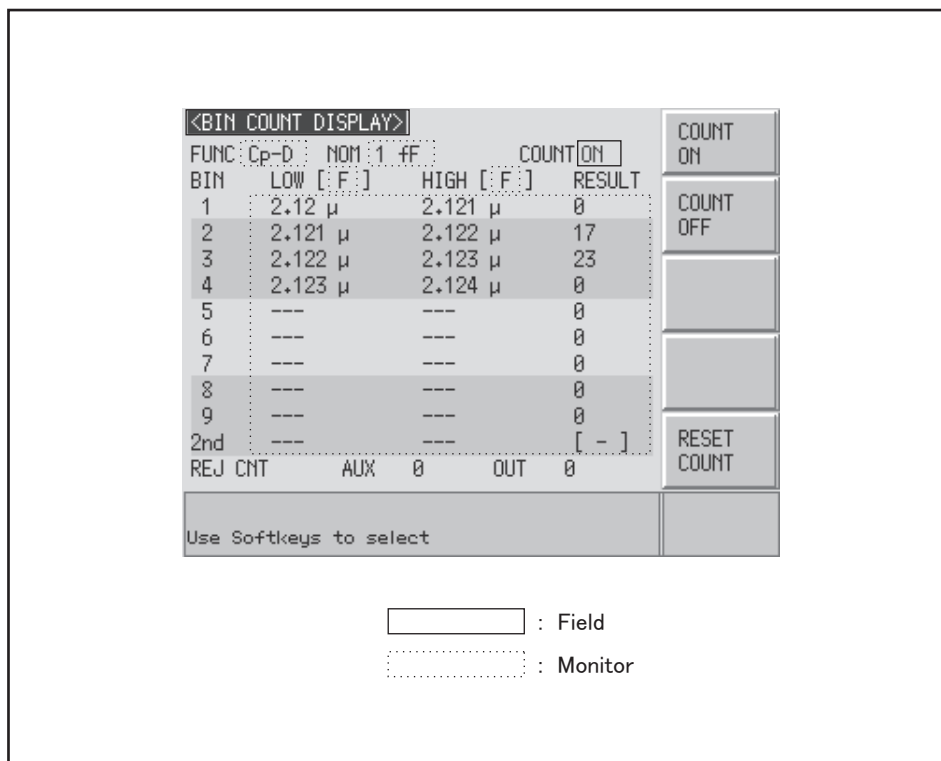 <BIN COUNT DISPLAY>
FUNC Cp-D NOM 1 fF COUNT ON
BIN LOW [ F ] HIGH [ F ] RESULT
1 2.12 µ 2.121 µ 0
2 2.121 µ 2.122 µ 17
3 2.122 µ 2.123 µ 23
4 2.123 µ 2.124 µ 0
5 --- --- 0
6 --- --- 0
7 --- --- 0
8 --- --- 0
9 --- --- 0
2nd --- --- [ - ]
REJ CNT AUX 0 OUT 0
COUNT
ON
COUNT
OFF
RESET
COUNT
Use Softkeys to select
: Field
: Monitor